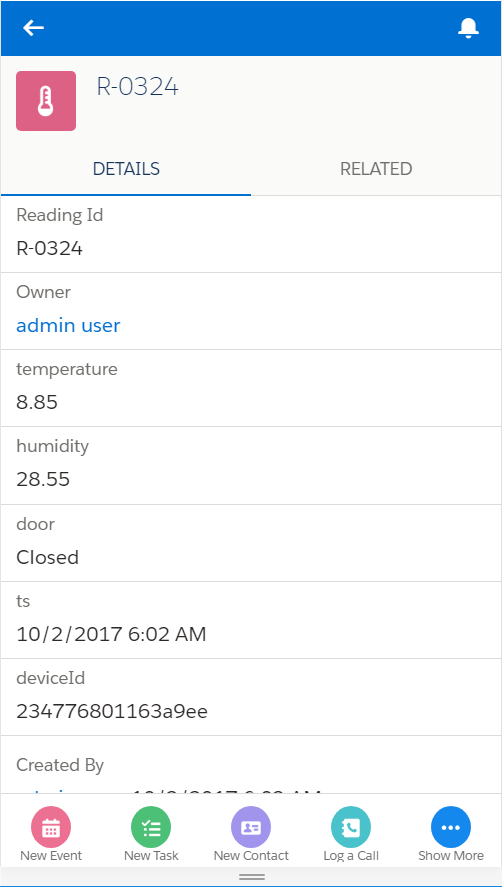 R-0324
DETAILS RELATED
Reading Id
R-0324
Owner
admin user
temperature
8.85
humidity
28.55
door
Closed
ts
10/2/2017 6:02 AM
deviceId
234776801163a9ee
Created By
New Event New Task New Contact Log a Call Show More